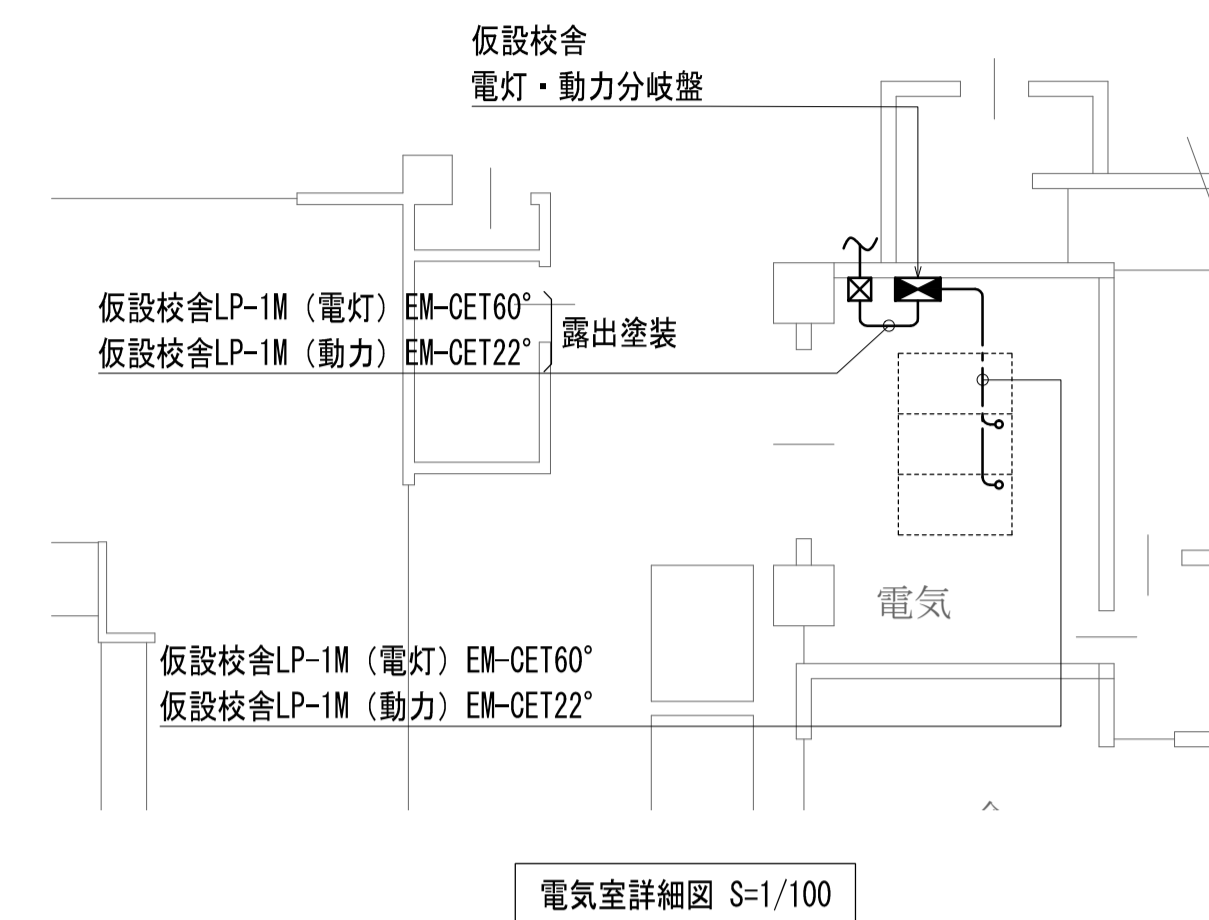 仮設校舎
電灯・動力分岐盤
仮設校舎LP-1M（電灯）EM-CET60°
仮設校舎LP-1M（動力）EM-CET22°
露出塗装
電気
仮設校舎LP-1M（電灯）EM-CET60°
仮設校舎LP-1M（動力）EM-CET22°
電気室詳細図 S=1/100